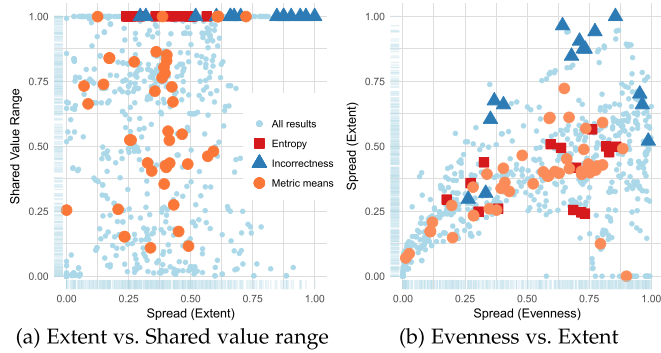 1.00
0.75
0.50
0.25
0.00
Shared Value Range
0.00
0.25
0.50
0.75
1.00
Spread (Extent)
All results
Entropy
Incorrectness
Metric means
(a) Extent vs. Shared value range
1.00
0.75
0.50
0.25
0.00
Spread (Extent)
0.00
0.25
0.50
0.75
1.00
Spread (Evenness)
(b) Evenness vs. Extent